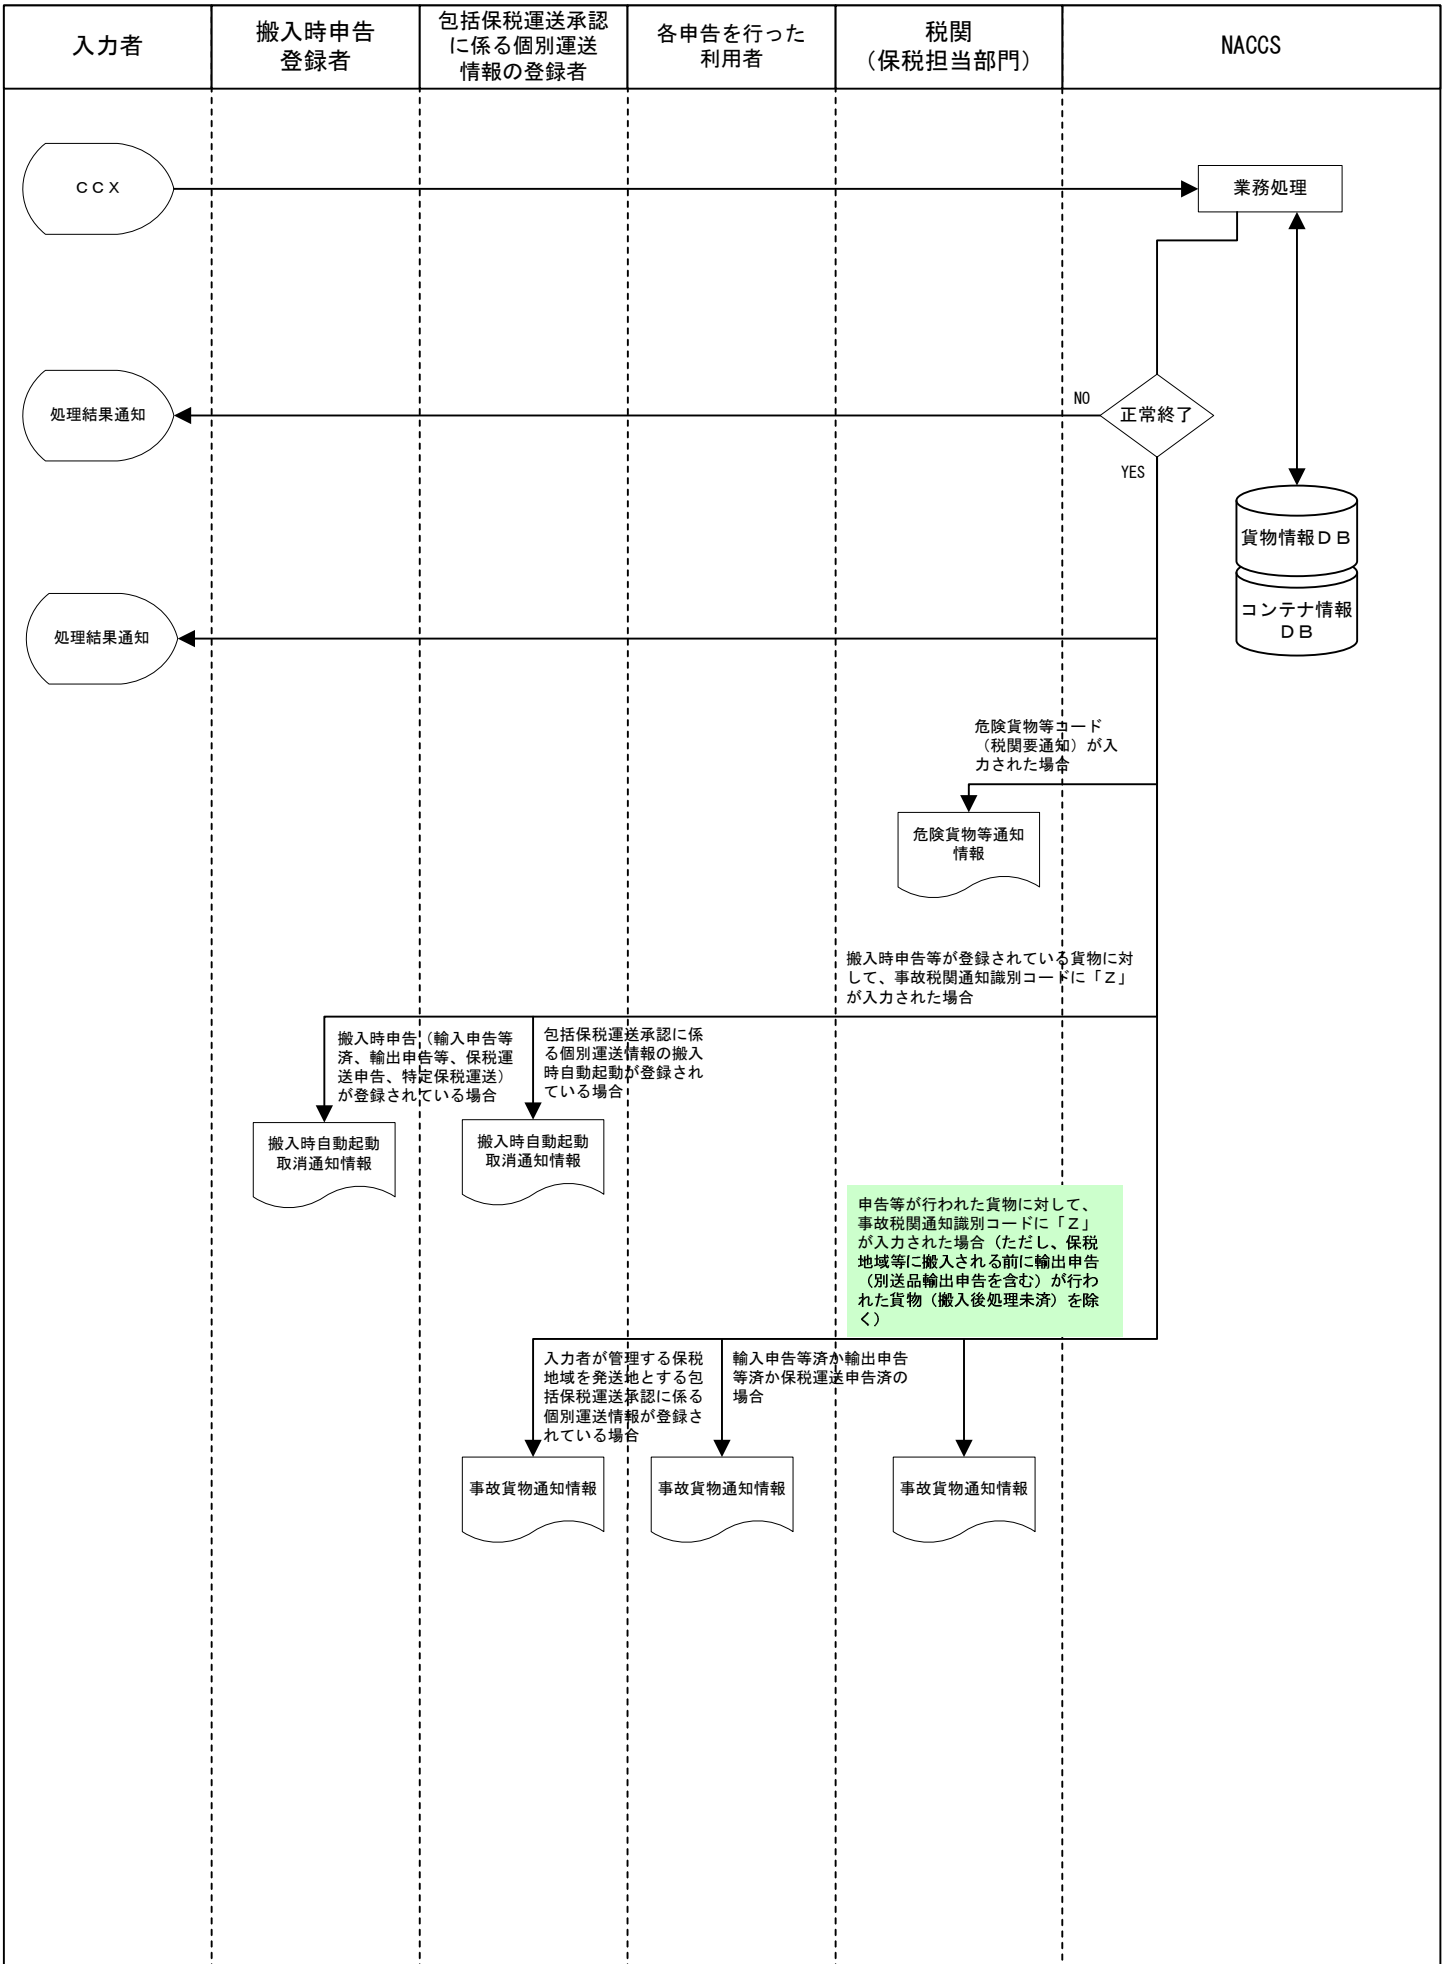 入力者
搬入時申告
登録者
包括保税運送承認
に係る個別運送
情報の登録者
各申告を行った
利用者
税関
（保税担当部門）
NACCS
ＣＣＸ
業務処理
処理結果通知
NO
正常終了
YES
貨物情報ＤＢ
コンテナ情報
ＤＢ
処理結果通知
危険貨物等コード
（税関要通知）が入
力された場合
危険貨物等通知
情報
搬入時申告等が登録されている貨物に対
して、事故税関通知識別コードに「Ｚ」
が入力された場合
搬入時申告（輸入申告等
済、輸出申告等、保税運
送申告、特定保税運送）
が登録されている場合
包括保税運送承認に係
る個別運送情報の搬入
時自動起動が登録され
ている場合
搬入時自動起動
取消通知情報
搬入時自動起動
取消通知情報
申告等が行われた貨物に対して、
事故税関通知識別コードに「Ｚ」
が入力された場合（ただし、保税
地域等に搬入される前に輸出申告
（別送品輸出申告を含む）が行わ
れた貨物（搬入後処理未済）を除
く）
入力者が管理する保税
地域を発送地とする包
括保税運送承認に係る
個別運送情報が登録さ
れている場合
輸入申告等済か輸出申告
等済か保税運送申告済の
場合
事故貨物通知情報
事故貨物通知情報
事故貨物通知情報